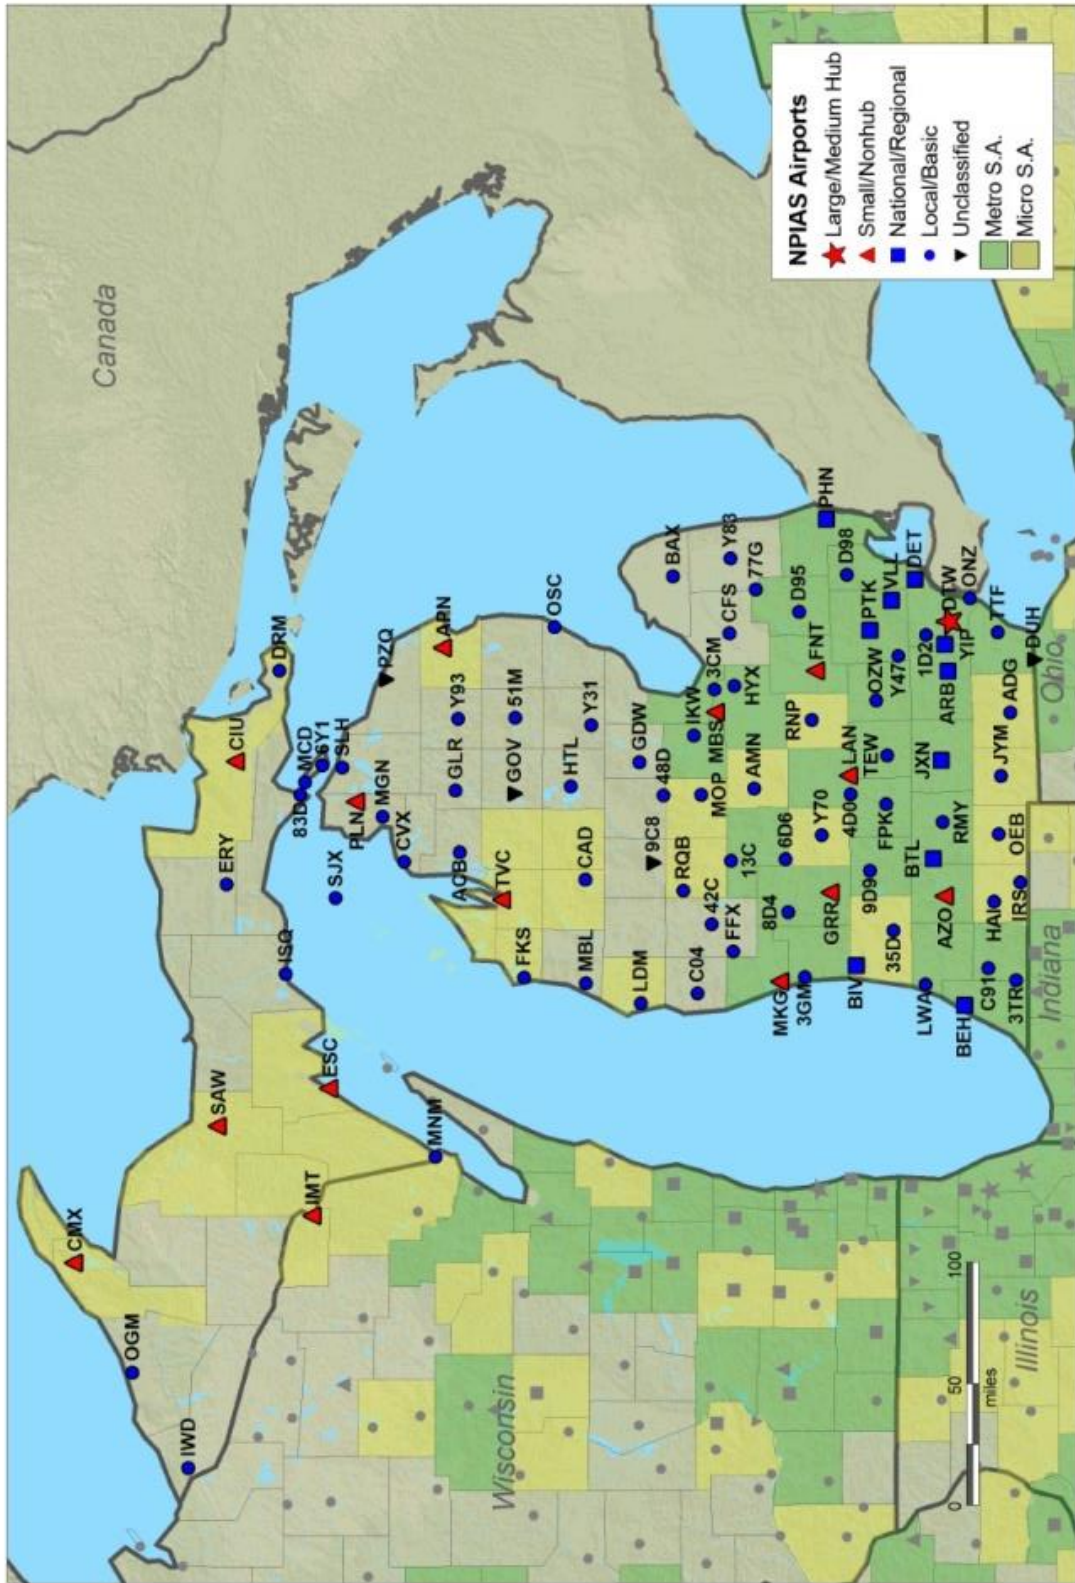 Canada
CMX
OGM
IWD
SAW
CIU
ERY
DRM
IMT
ESC
ISQ
83D
MCD
6Y1
SLH
SJX
PLN
MGN
PZQ
CVX
MNM
ACB
GLR
Y93
APN
TVC
GOV
51M
FKS
OSC
MBL
CAD
HTL
Y31
LDM
9C8
48D
GDW
BAX
RQB
MOP
IKW
MBS
3CM
C04
42C
FFX
13C
AMN
HYX
CFS
Y83
77G
MKG
3GM
8D4
6D6
RNP
FNT
D95
PHN
GRR
Y70
4D0
LAN
D98
BIV
9D9
FPK
TEW
OZW
PTK
35D
Y47
VLL
LWA
BTL
1D2
DET
BEH
AZO
RMY
JXN
ARB
YIP
DTW
ONZ
C91
HAI
OEB
JYM
ADG
TTF
3TR
IRS
DUH
Wisconsin
Illinois
Indiana
Ohio
0 50 100
miles
NPIAS Airports
Large/Medium Hub
Small/Nonhub
National/Regional
Local/Basic
Unclassified
Metro S.A.
Micro S.A.